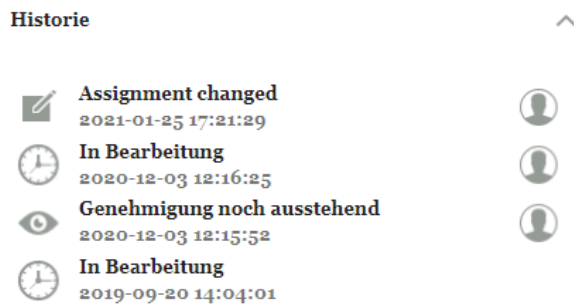 Historie
Assignment changed
2021-01-25 17:21:29
In Bearbeitung
2020-12-03 12:16:25
Genehmigung noch ausstehend
2020-12-03 12:15:52
In Bearbeitung
2019-09-20 14:04:01